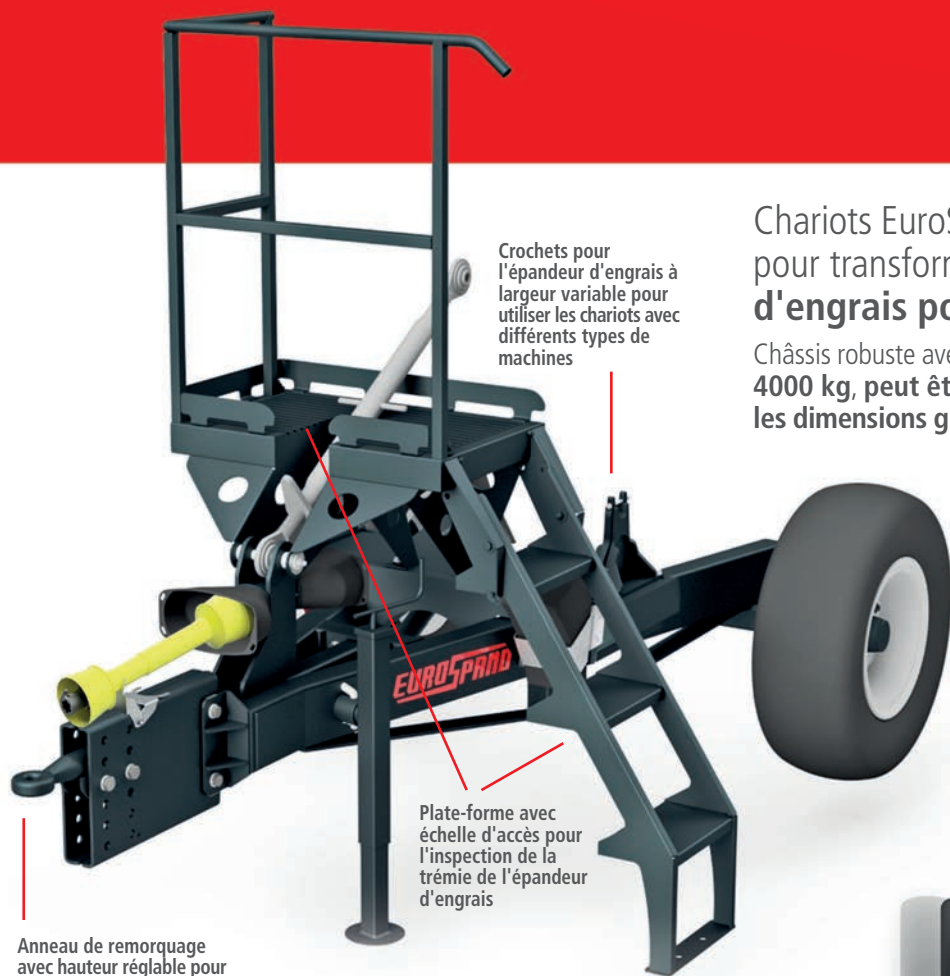 Crochets pour
l'épandeur d'engrais à
largeur variable pour
utiliser les chariots avec
différents types de
machines
Chariots Euro
pour transfor
d'engrais po
Châssis robuste ave
4000 kg, peut êt
les dimensions g
EUROSPAND
Plate-forme avec
échelle d'accès pour
l'inspection de la
trémie de l'épandeur
d'engrais
Anneau de remorquage
avec hauteur réglable pour